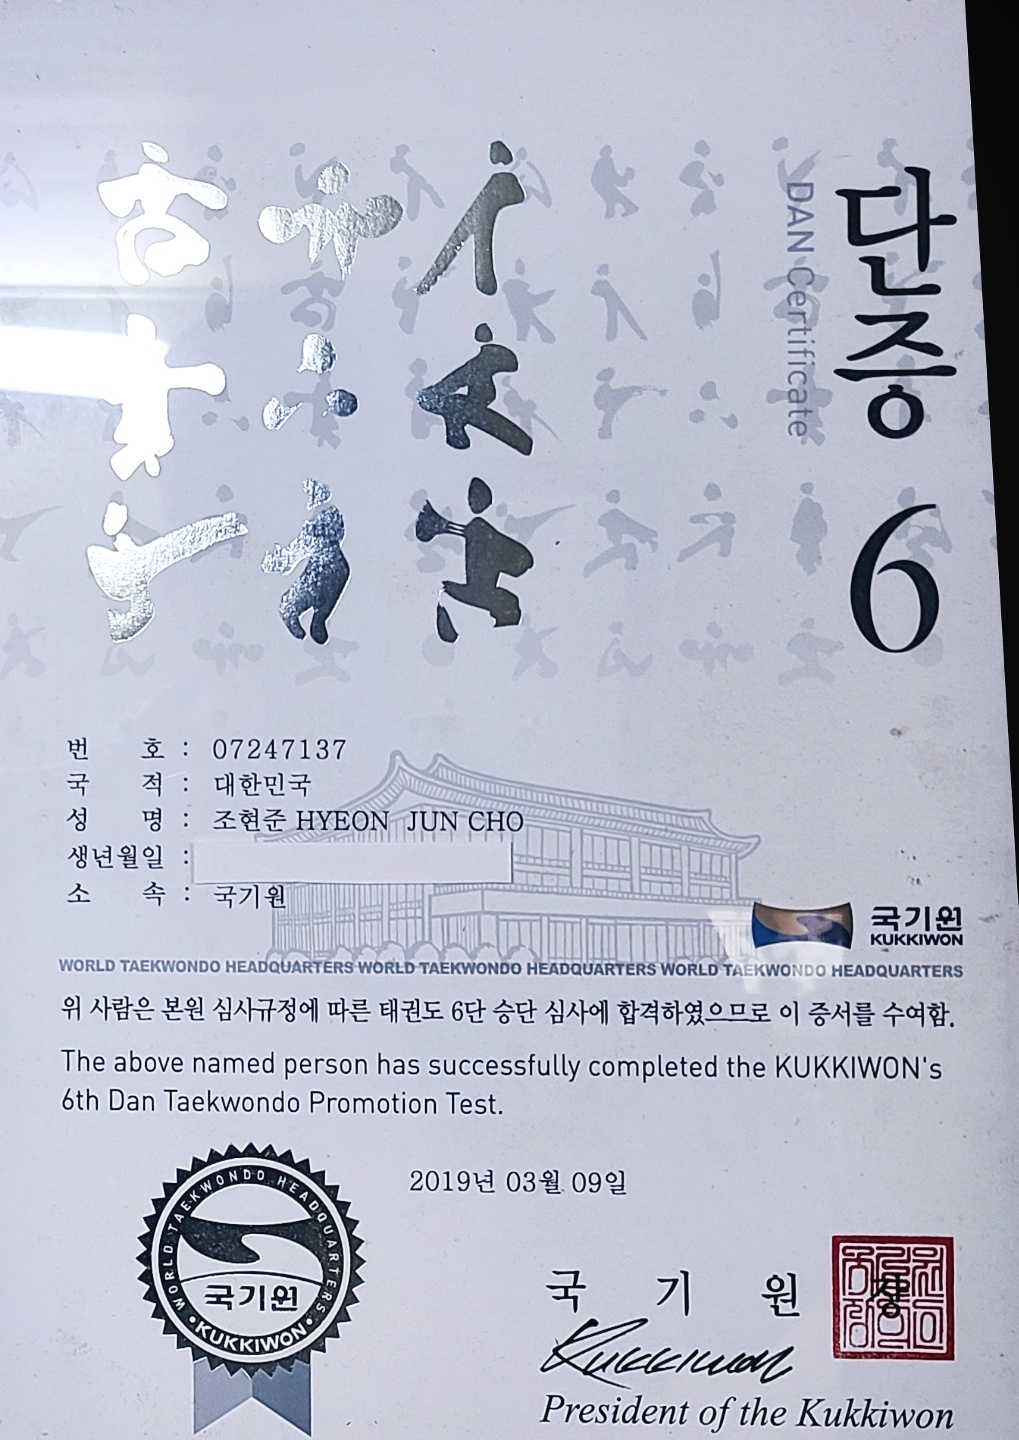 단증 6
DAN Certificate
번 호 : 07247137
국 적 : 대한민국
성 명 : 조현준 HYEON JUN CHO
생년월일 :
소 속 : 국기원
국기원
KUKKIWON
WORLD TAEKWONDO HEADQUARTERS WORLD TAEKWONDO HEADQUARTERS WORLD TAEKWONDO HEADQUARTERS
위 사람은 본원 심사규정에 따른 태권도 6단 승단 심사에 합격하였으므로 이 증서를 수여함.
The above named person has successfully completed the KUKKIWON's
6th Dan Taekwondo Promotion Test.
2019년 03월 09일
WORLD TAEKWONDO HEADQUARTERS
국기원
KUKKIWON
국 기 원 장
Kukkiwon
President of the Kukkiwon